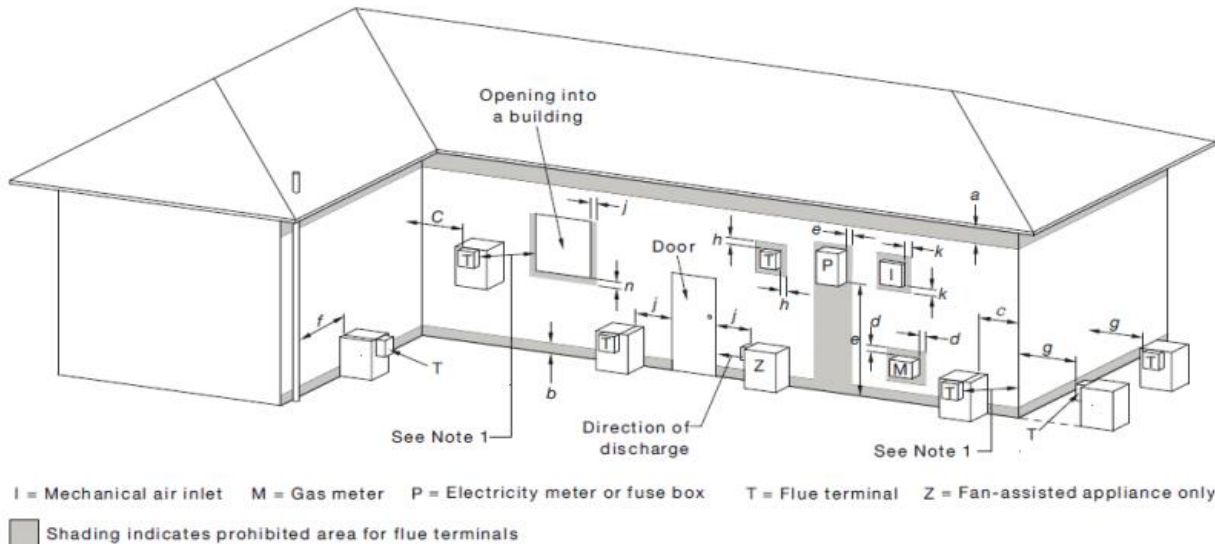 Opening into
a building
a
C
j
e
k
h
T
Door
T
P
I
n
h
k
j
j
d
c
f
e
d
g
g
T
T
Z
M
T
T
T
b
See Note 1
Direction of
discharge
See Note 1
T
I = Mechanical air inlet M = Gas meter P = Electricity meter or fuse box T = Flue terminal Z = Fan-assisted appliance only
Shading indicates prohibited area for flue terminals